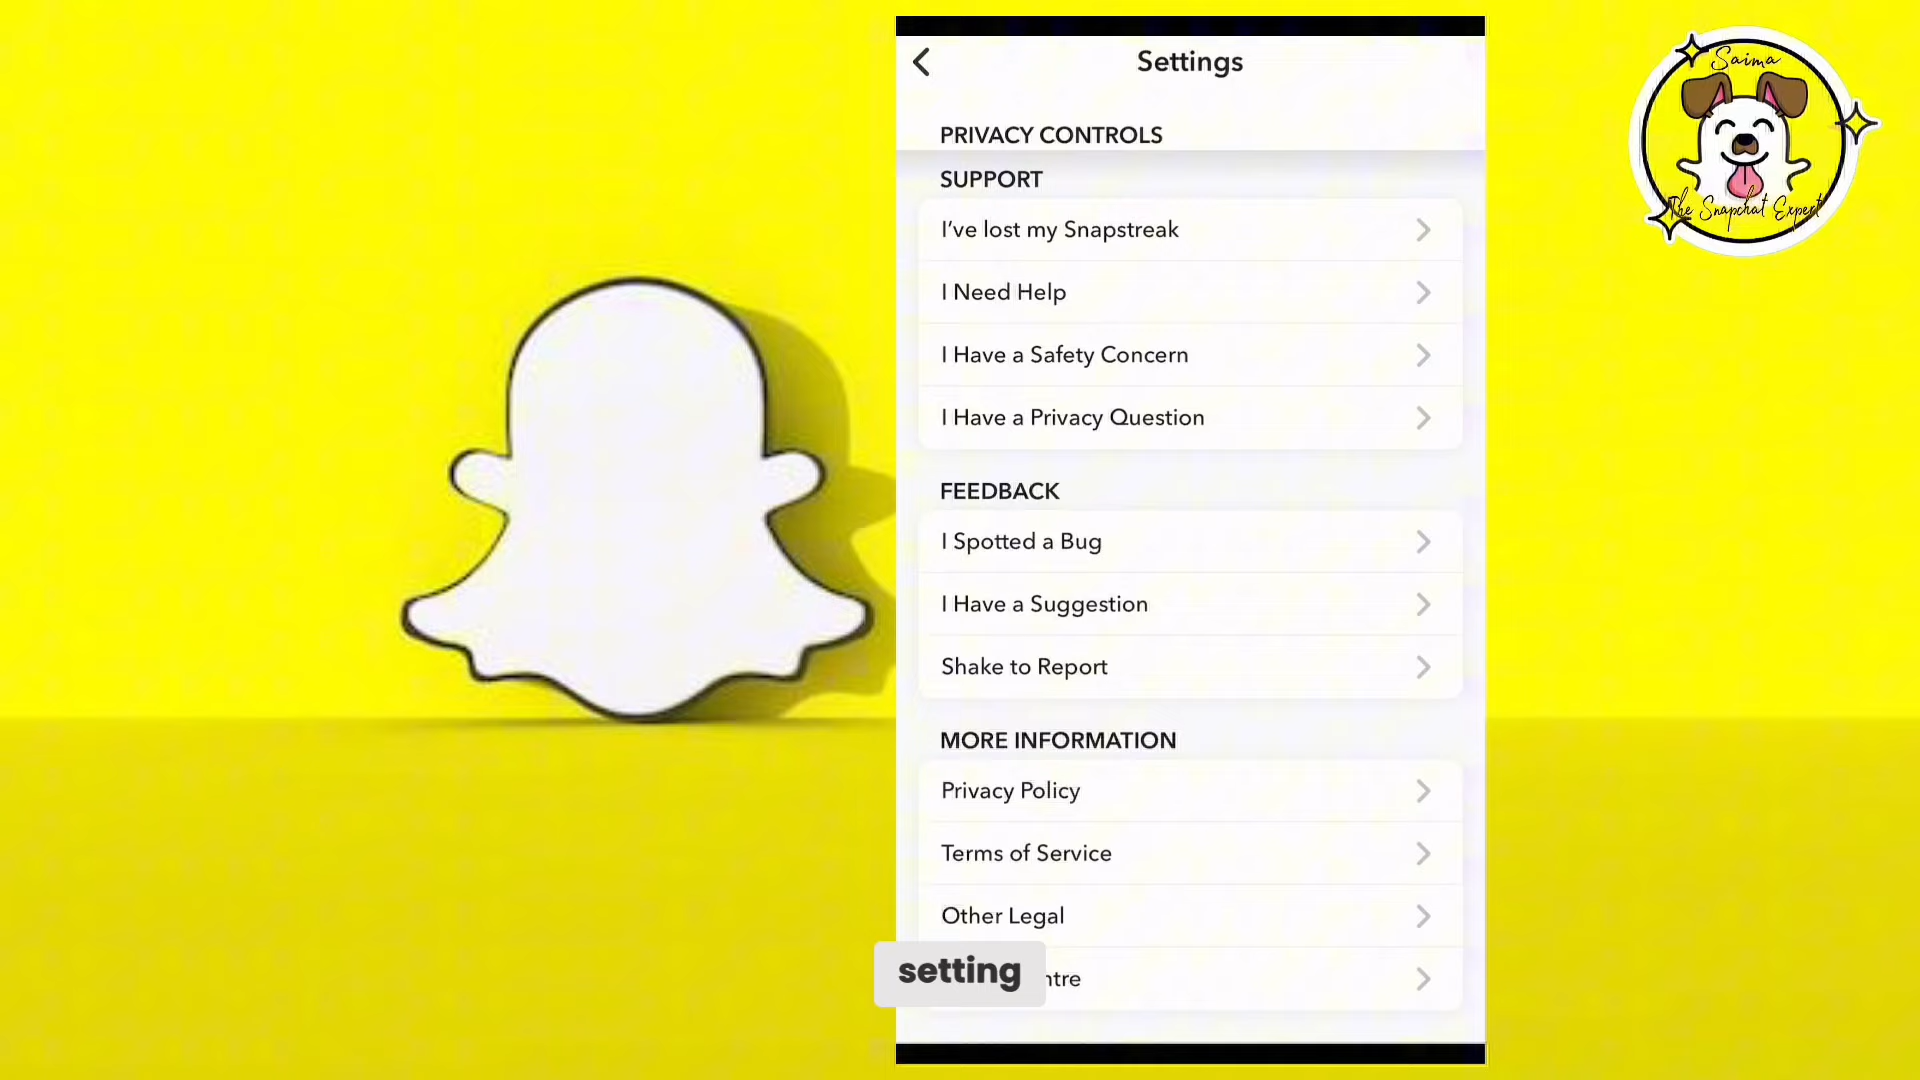 Settings
PRIVACY CONTROLS
SUPPORT
I've lost my Snapstreak
I Need Help
I Have a Safety Concern
I Have a Privacy Question
FEEDBACK
I Spotted a Bug
I Have a Suggestion
Shake to Report
MORE INFORMATION
Privacy Policy
Terms of Service
Other Legal
ntre
setting
Saima
The Snapchat Expert